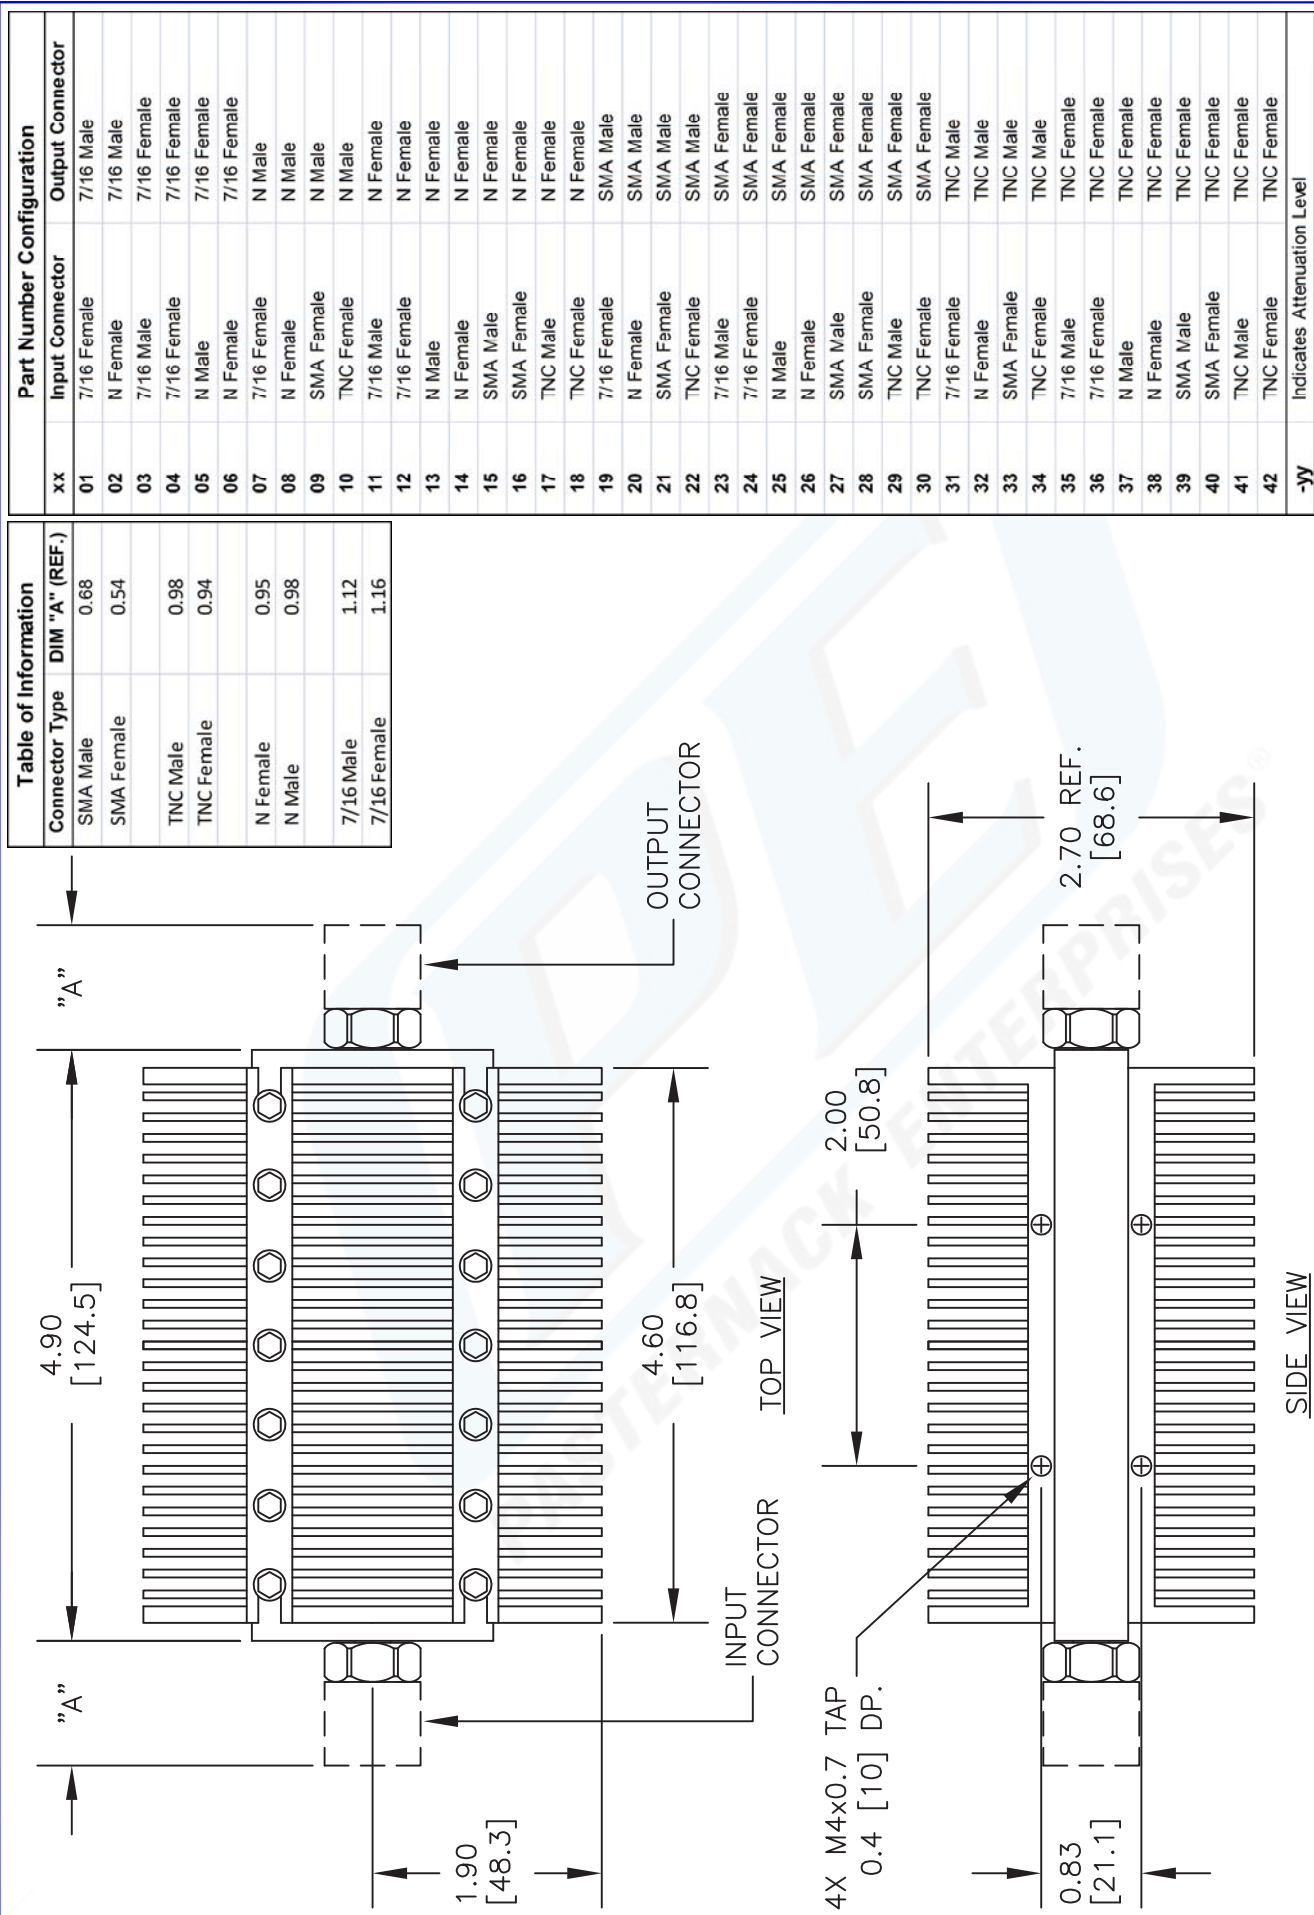 Table of Information
Connector Type DIM "A" (REF.)
SMA Male 0.68
SMA Female 0.54
TNC Male 0.98
TNC Female 0.94
N Female 0.95
N Male 0.98
7/16 Male 1.12
7/16 Female 1.16
Part Number Configuration
xx Input Connector Output Connector
01 7/16 Female 7/16 Male
02 N Female 7/16 Male
03 7/16 Male 7/16 Female
04 7/16 Female 7/16 Female
05 N Male 7/16 Female
06 N Female 7/16 Female
07 7/16 Female N Male
08 N Female N Male
09 SMA Female N Male
10 TNC Female N Male
11 7/16 Male N Female
12 7/16 Female N Female
13 N Male N Female
14 N Female N Female
15 SMA Male N Female
16 SMA Female N Female
17 TNC Male N Female
18 TNC Female N Female
19 7/16 Female SMA Male
20 N Female SMA Male
21 SMA Female SMA Male
22 TNC Female SMA Male
23 7/16 Male SMA Female
24 7/16 Female SMA Female
25 N Male SMA Female
26 N Female SMA Female
27 SMA Male SMA Female
28 SMA Female SMA Female
29 TNC Male SMA Female
30 TNC Female SMA Female
31 7/16 Female TNC Male
32 N Female TNC Male
33 SMA Female TNC Male
34 TNC Female TNC Male
35 7/16 Male TNC Female
36 7/16 Female TNC Female
37 N Male TNC Female
38 N Female TNC Female
39 SMA Male TNC Female
40 SMA Female TNC Female
41 TNC Male TNC Female
42 TNC Female TNC Female
-yy Indicates Attenuation Level
"A"
4.90
[124.5]
"A"
1.90
[48.3]
4.60
[116.8]
INPUT
CONNECTOR
OUTPUT
CONNECTOR
TOP VIEW
4X M4x0.7 TAP
0.4 [10] DP.
2.00
[50.8]
0.83
[21.1]
2.70 REF.
[68.6]
SIDE VIEW
PEI
PASTERNACK ENTERPRISES®